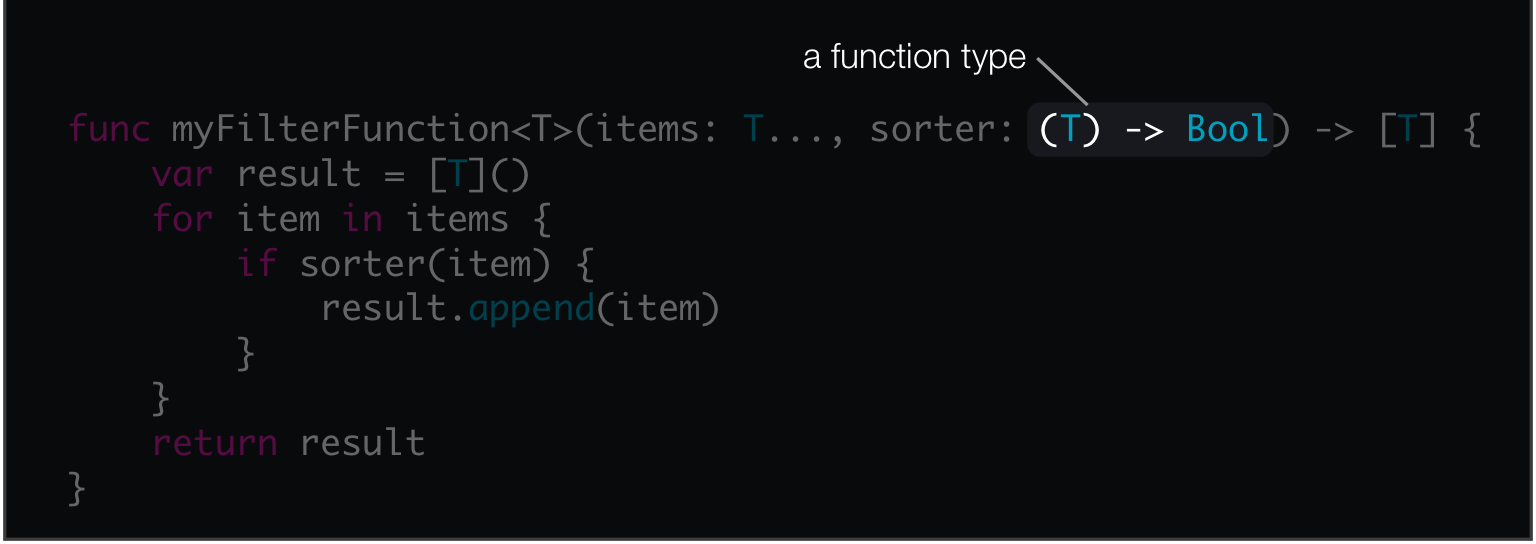 a function type
func myFilterFunction<T>(items: T..., sorter: (T) -> Bool) -> [T] {
    var result = [T]()
    for item in items {
        if sorter(item) {
            result.append(item)
        }
    }
    return result
}